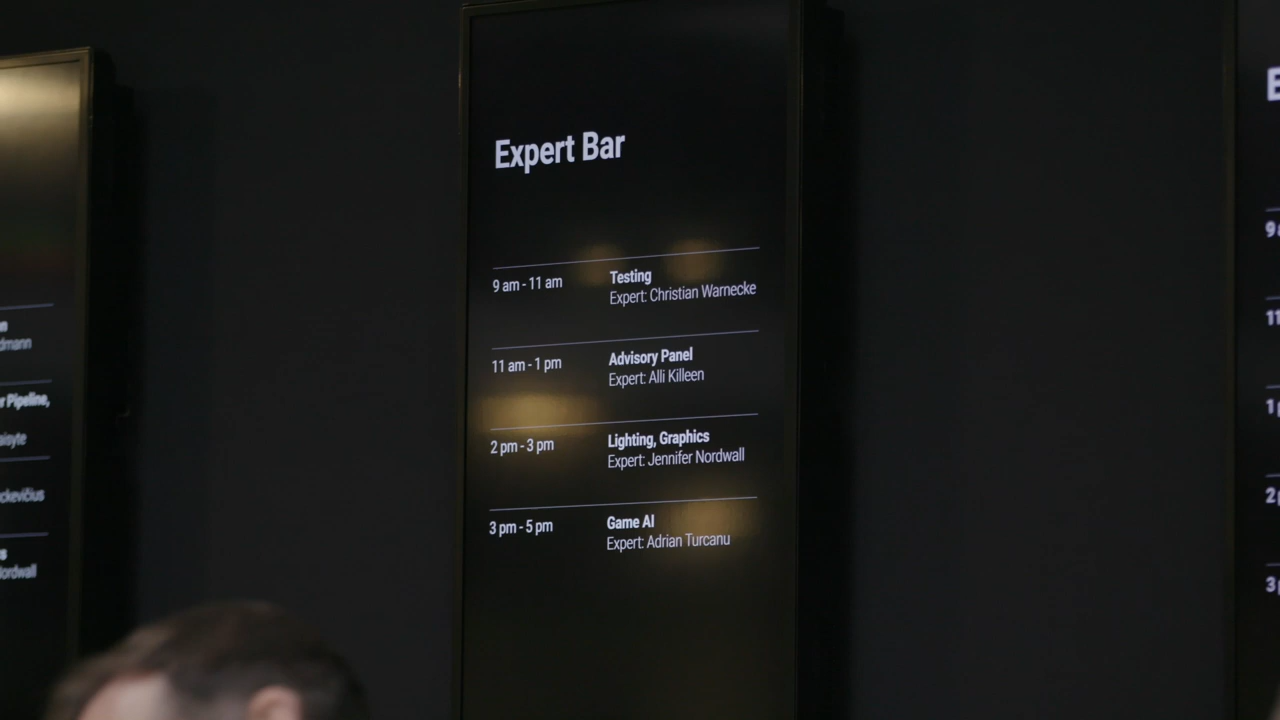 Expert Bar
9 am - 11 am
Testing
Expert: Christian Warnecke
11 am - 1 pm
Advisory Panel
Expert: Alli Killeen
2 pm - 3 pm
Lighting, Graphics
Expert: Jennifer Nordwall
3 pm - 5 pm
Game AI
Expert: Adrian Turcanu
Pipeline,